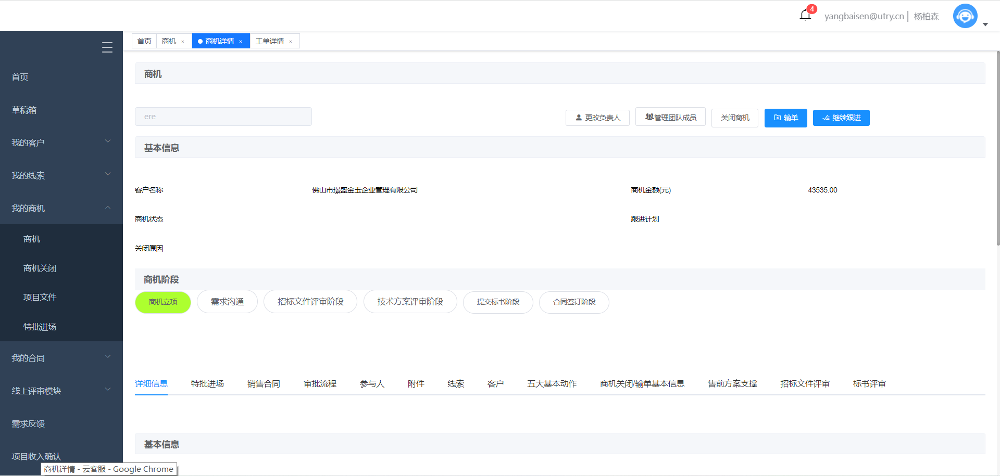 4
yangbaisen@utry.cn | 杨柏森
首页 商机 × 商机详情 × 工单详情 ×
首页
草稿箱
我的客户
我的线索
我的商机
商机
商机关闭
项目文件
特批进场
我的合同
线上评审模块
需求反馈
项目收入确认
商机
ere
更改负责人 管理团队成员 关闭商机 输单 继续跟进
基本信息
客户名称 佛山市璟盛金玉企业管理有限公司 商机金额(元) 43535.00
商机状态 跟进计划
关闭原因
商机阶段
商机立项 需求沟通 招标文件评审阶段 技术方案评审阶段 提交标书阶段 合同签订阶段
详细信息 特批进场 销售合同 审批流程 参与人 附件 线索 客户 五大基本动作 商机关闭/输单基本信息 售前方案支撑 招标文件评审 标书评审
基本信息
商机详情 - 云客服 - Google Chrome